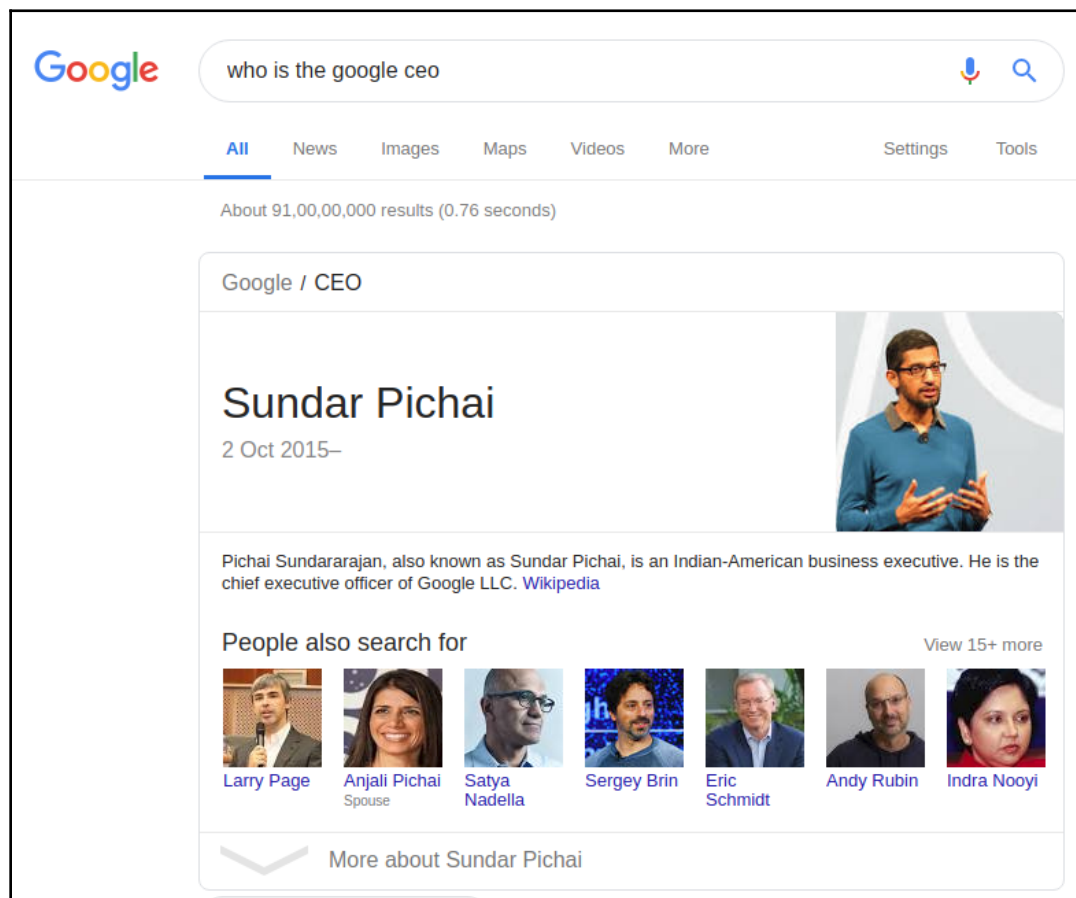 Google
who is the google ceo
All News Images Maps Videos More Settings Tools
About 91,00,00,000 results (0.76 seconds)
Google / CEO
Sundar Pichai
2 Oct 2015–
Pichai Sundararajan, also known as Sundar Pichai, is an Indian-American business executive. He is the
chief executive officer of Google LLC. Wikipedia
People also search for
View 15+ more
Larry Page
Anjali Pichai
Spouse
Satya
Nadella
Sergey Brin
Eric
Schmidt
Andy Rubin
Indra Nooyi
More about Sundar Pichai